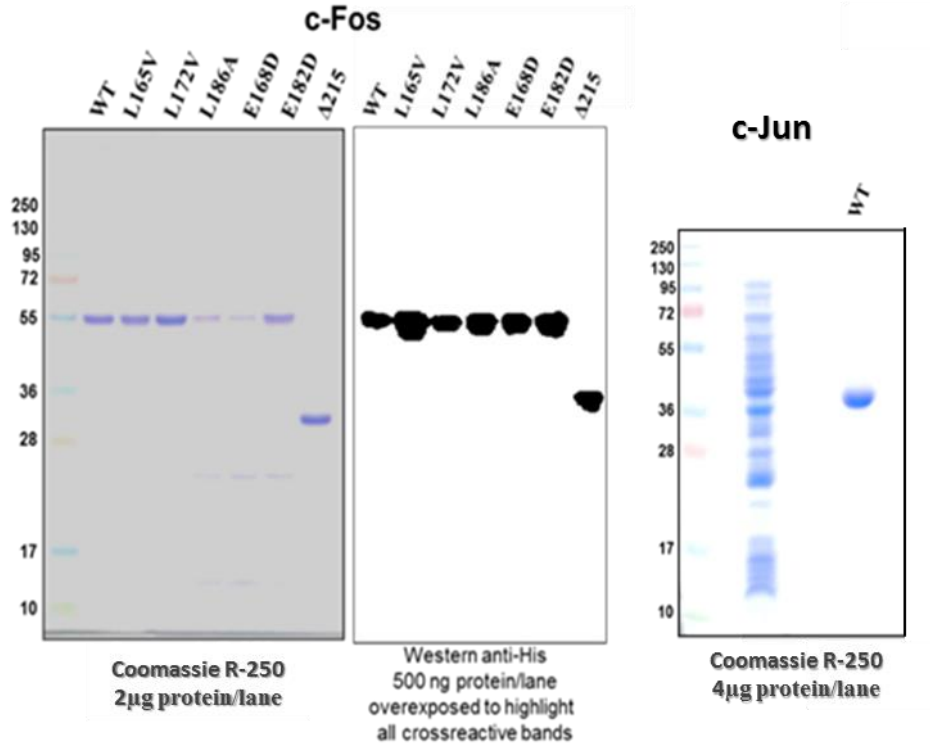 c-Fos
WT L165V L172V L186A E168D E182D Δ215
WT L165V L172V L186A E168D E182D Δ215
c-Jun
WT
250
130
95
72
55
36
28
17
10
250
130
95
72
55
36
28
17
10
Coomassie R-250
2µg protein/lane
Western anti-His
500 ng protein/lane
overexposed to highlight
all crossreactive bands
Coomassie R-250
4µg protein/lane